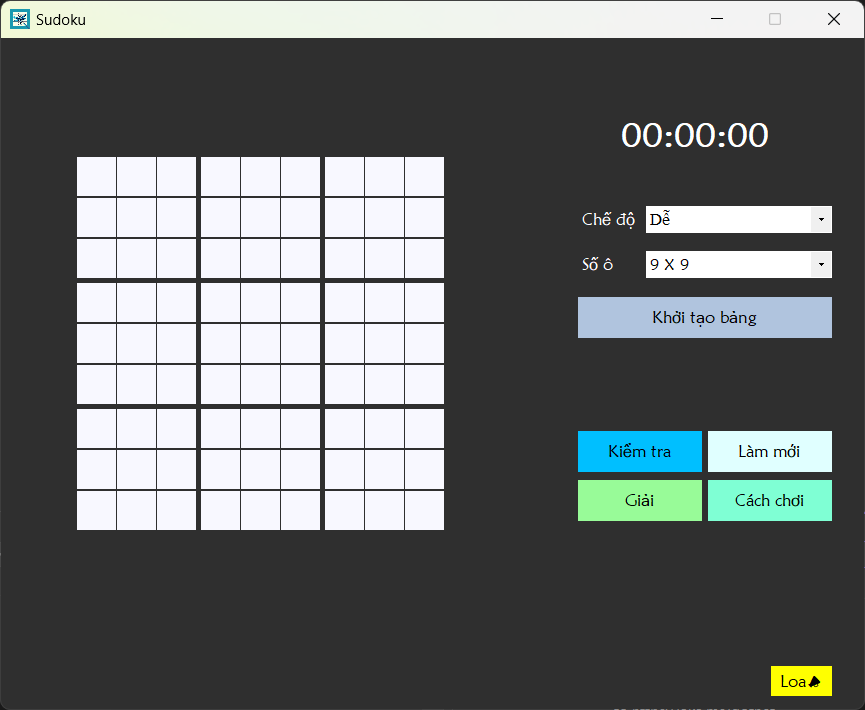 Sudoku
00:00:00
Chế độ Dễ
Số ô 9 X 9
Khởi tạo bảng
Kiểm tra Làm mới
Giải Cách chơi